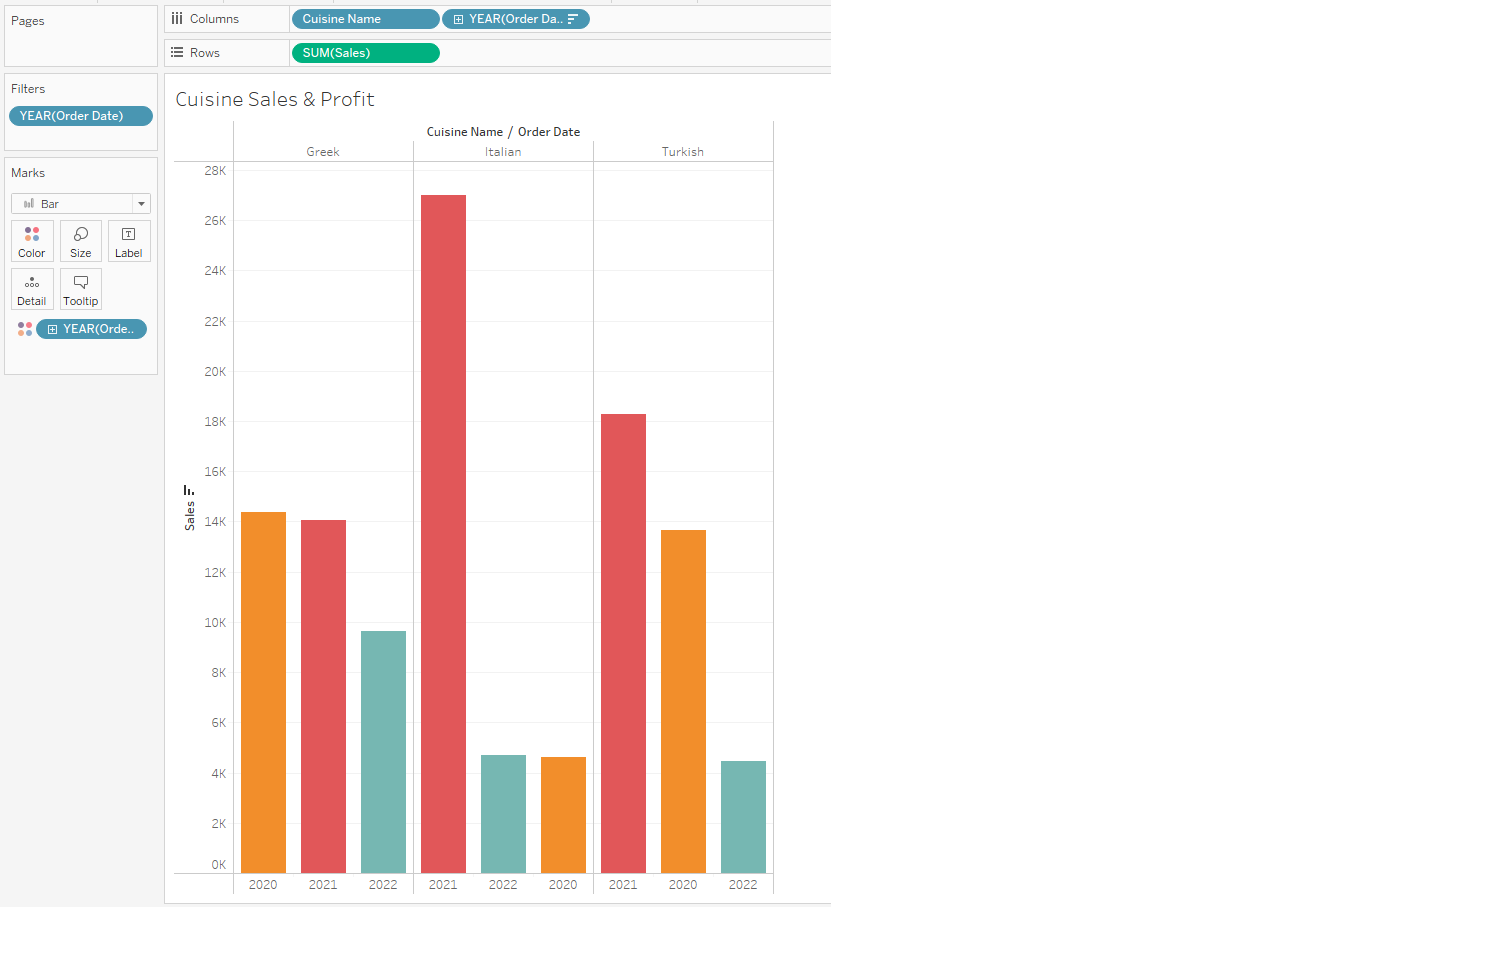 Pages
Columns
Cuisine Name
YEAR(Order Da..
Rows
SUM(Sales)
Filters
YEAR(Order Date)
Marks
Bar
Color
Size
T
Label
Detail
Tooltip
YEAR(Orde..
Cuisine Sales & Profit
Cuisine Name / Order Date
Greek
Italian
Turkish
Sales
28K
26K
24K
22K
20K
18K
16K
14K
12K
10K
8K
6K
4K
2K
0K
2020
2021
2022
2021
2022
2020
2021
2020
2022